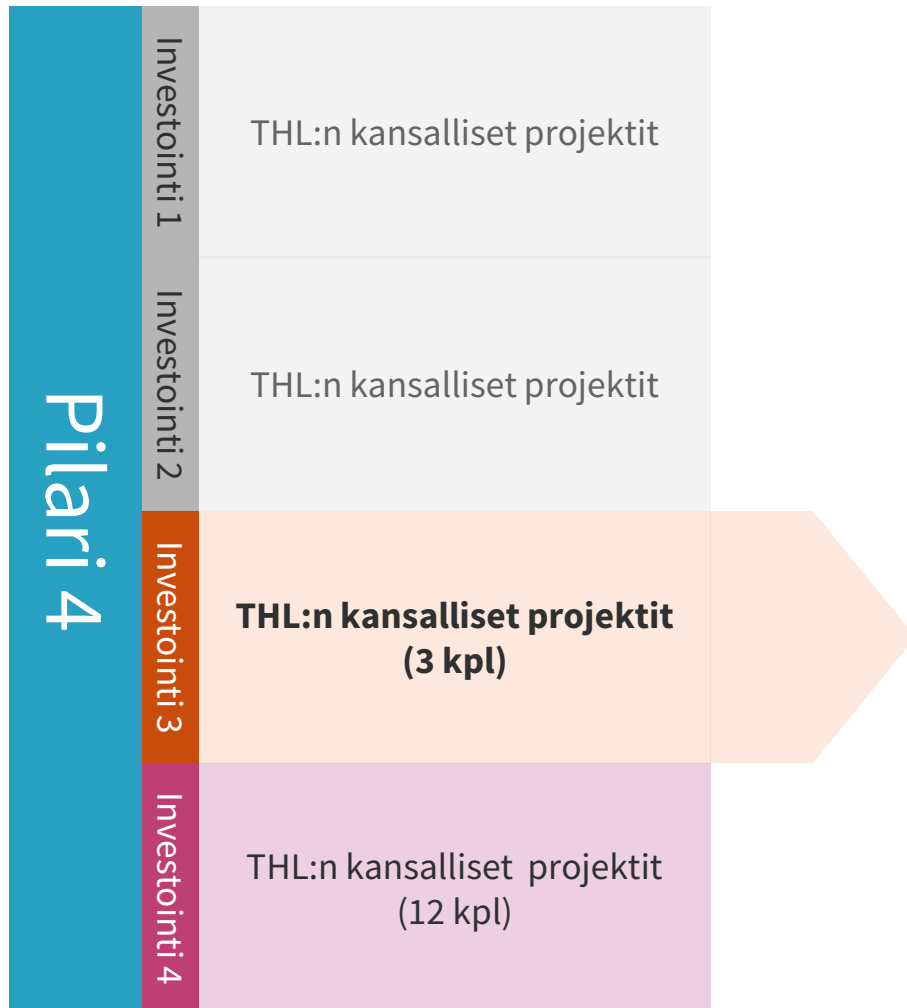 Pilari 4
Investointi 1
THL:n kansalliset projektit
Investointi 2
THL:n kansalliset projektit
Investointi 3
THL:n kansalliset projektit
(3 kpl)
Investointi 4
THL:n kansalliset projektit
(12 kpl)